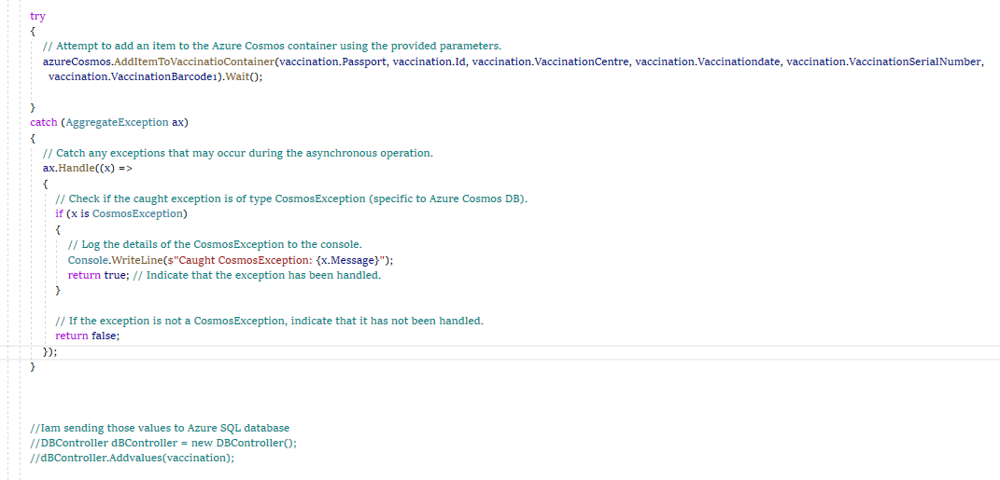 try
{
// Attempt to add an item to the Azure Cosmos container using the provided parameters.
azureCosmos.AddItemToVaccinatioContainer(vaccination.Passport, vaccination.Id, vaccination.VaccinationCentre, vaccination.Vaccinationdate, vaccination.VaccinationSerialNumber,
vaccination.VaccinationBarcode1).Wait();
}
catch (AggregateException ax)
{
// Catch any exceptions that may occur during the asynchronous operation.
ax.Handle((x) =>
{
// Check if the caught exception is of type CosmosException (specific to Azure Cosmos DB).
if (x is CosmosException)
{
// Log the details of the CosmosException to the console.
Console.WriteLine($"Caught CosmosException: {x.Message}");
return true; // Indicate that the exception has been handled.
}
// If the exception is not a CosmosException, indicate that it has not been handled.
return false;
});
}
//Iam sending those values to Azure SQL database
//DBController dBController = new DBController();
//dBController.Addvalues(vaccination);